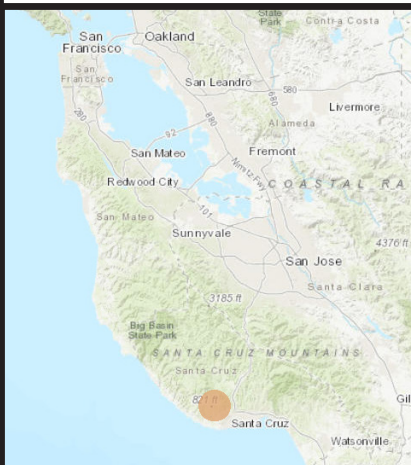 State
Park
Contra Costa
San
Francisco
Oakland
San
Francisco
San Leandro
580
680
Livermore
280
880
Alameda
92
San Mateo
Fremont
Nimitz Fwy
Redwood City
COASTAL RA
101
San Mateo
Sunnyvale
4376 ft
San Jose
Santa Clara
3185 ft
Big Basin
State Park
SANTA CRUZ MOUNTAINS
Santa Cruz
821 ft
Gil
Santa Cruz
Watsonville